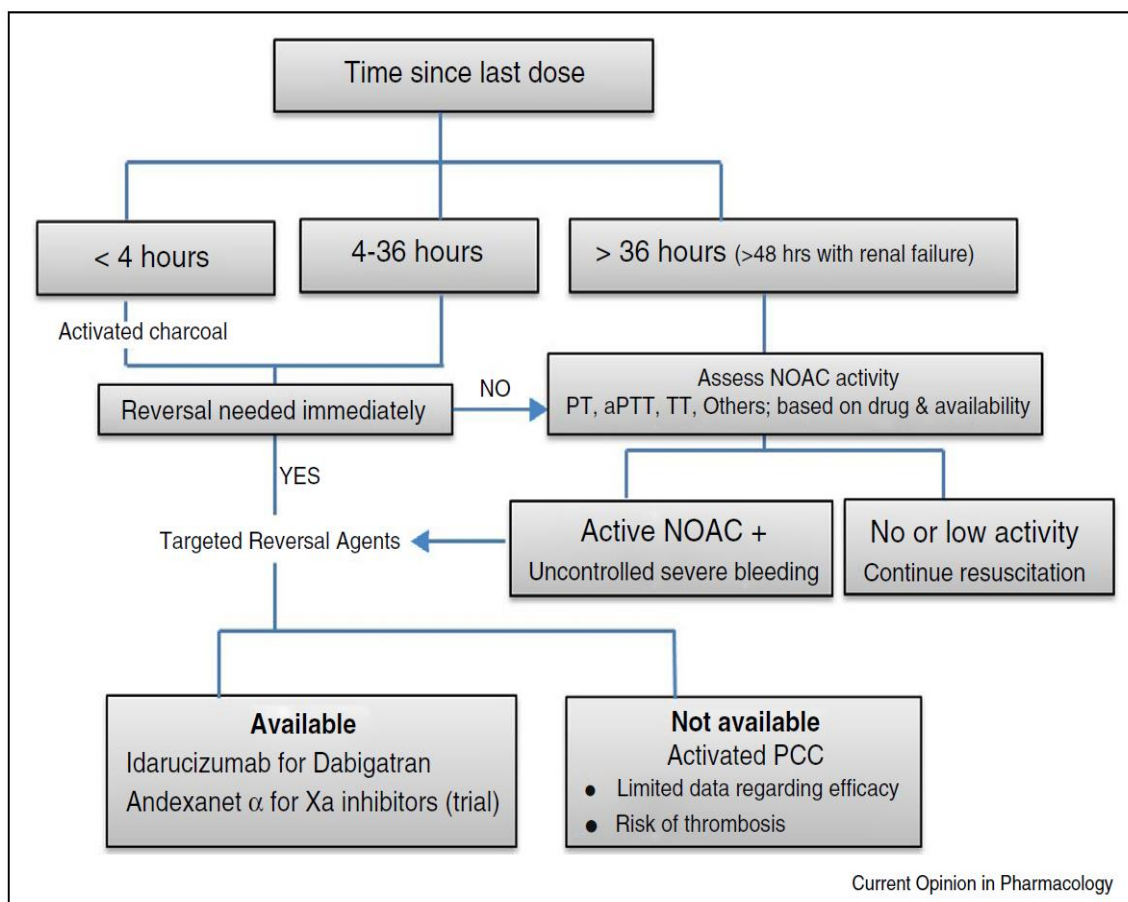 Time since last dose
< 4 hours
4-36 hours
> 36 hours (>48 hrs with renal failure)
Activated charcoal
Reversal needed immediately
NO
Assess NOAC activity
PT, aPTT, TT, Others; based on drug & availability
YES
Targeted Reversal Agents
Active NOAC +
Uncontrolled severe bleeding
No or low activity
Continue resuscitation
Available
Idarucizumab for Dabigatran
Andexanet α for Xa inhibitors (trial)
Not available
Activated PCC
● Limited data regarding efficacy
● Risk of thrombosis
Current Opinion in Pharmacology